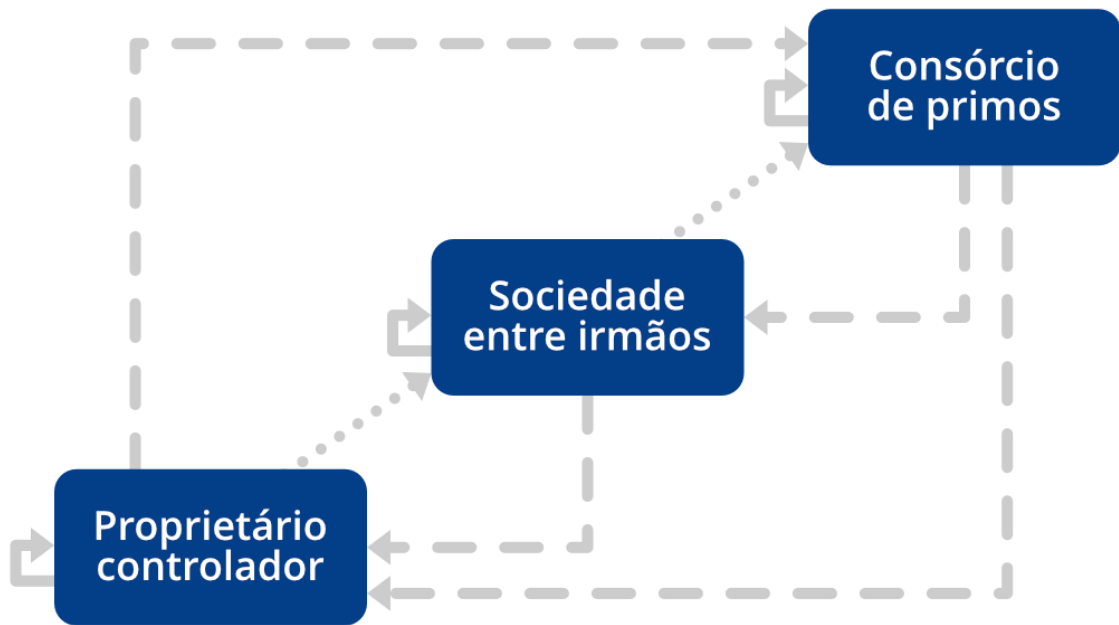 Consórcio
de primos
Sociedade
entre irmãos
Proprietário
controlador